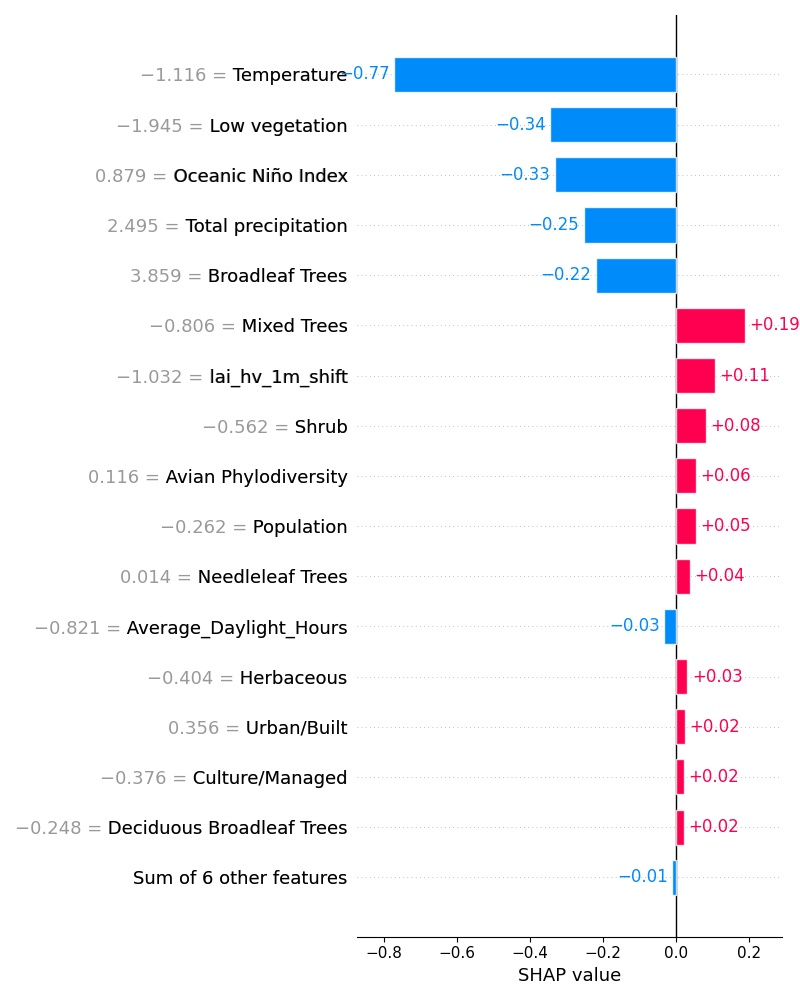 −1.116 = Temperature −0.77
−1.945 = Low vegetation −0.34
0.879 = Oceanic Niño Index −0.33
2.495 = Total precipitation −0.25
3.859 = Broadleaf Trees −0.22
−0.806 = Mixed Trees +0.19
−1.032 = lai_hv_1m_shift +0.11
−0.562 = Shrub +0.08
0.116 = Avian Phylodiversity +0.06
−0.262 = Population +0.05
0.014 = Needleleaf Trees +0.04
−0.821 = Average_Daylight_Hours −0.03
−0.404 = Herbaceous +0.03
0.356 = Urban/Built +0.02
−0.376 = Culture/Managed +0.02
−0.248 = Deciduous Broadleaf Trees +0.02
Sum of 6 other features −0.01
−0.8 −0.6 −0.4 −0.2 0.0 0.2
SHAP value